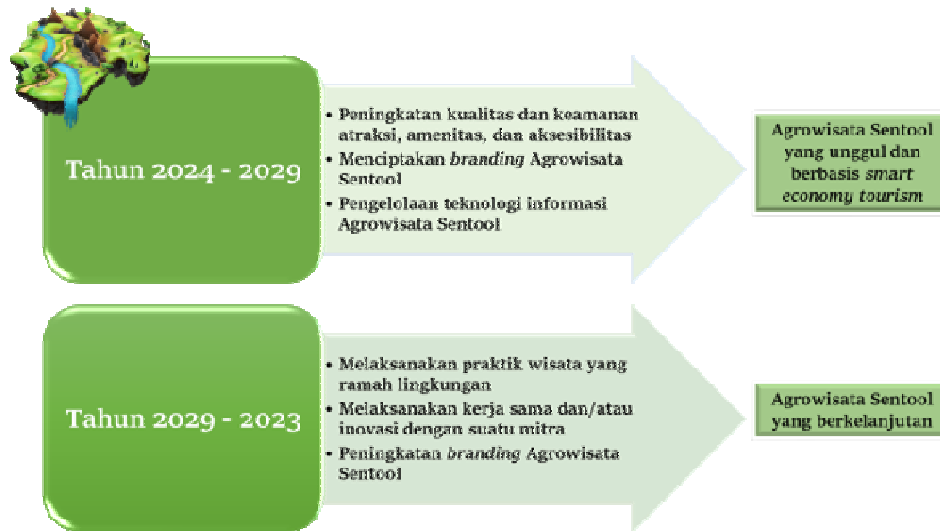 Tahun 2024 - 2029
• Peningkatan kualitas dan keamanan
atraksi, amenitas, dan aksesibilitas
• Menciptakan branding Agrowisata
Sentool
• Pengelolaan teknologi informasi
Agrowisata Sentool
Agrowisata Sentool
yang unggul dan
berbasis smart
economy tourism
Tahun 2029 - 2023
• Melaksanakan praktik wisata yang
ramah lingkungan
• Melaksanakan kerja sama dan/atau
inovasi dengan suatu mitra
• Peningkatan branding Agrowisata
Sentool
Agrowisata Sentool
yang berkelanjutan